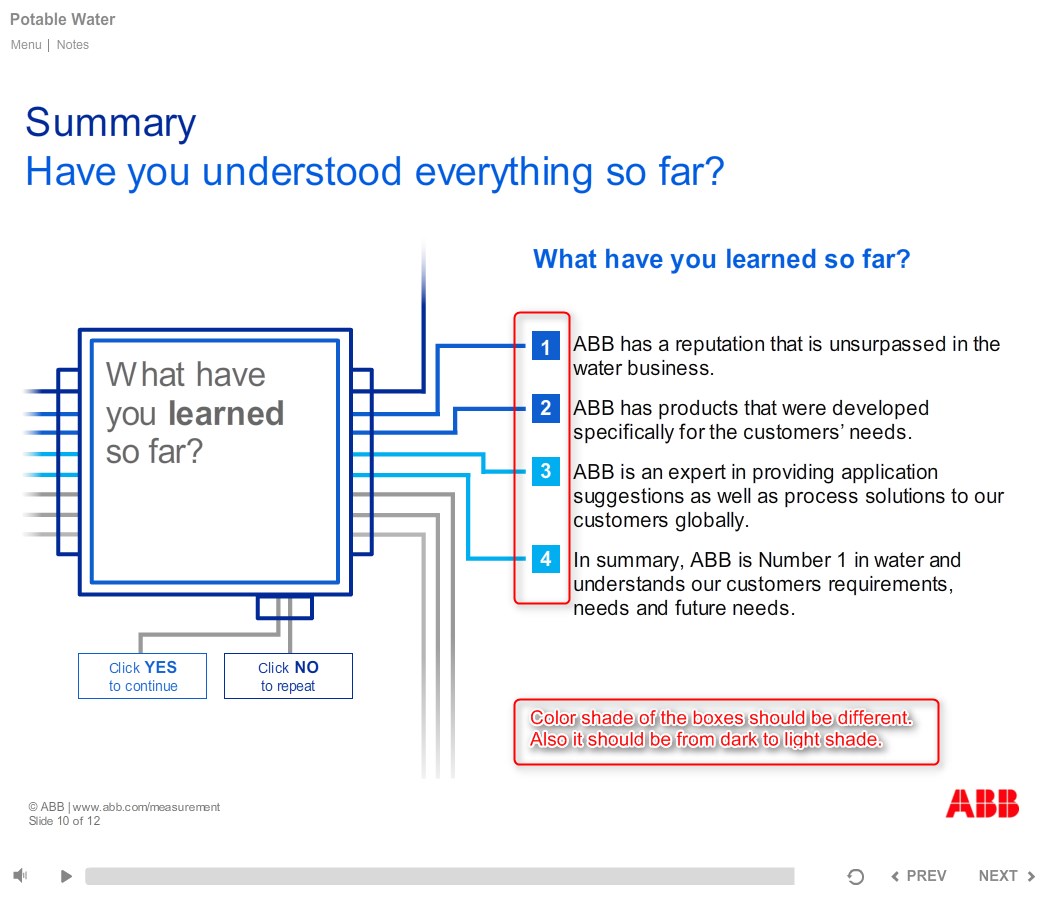 Potable Water
Menu | Notes
Summary
Have you understood everything so far?
What have you learned so far?
What have
you learned
so far?
1 ABB has a reputation that is unsurpassed in the
water business.
2 ABB has products that were developed
specifically for the customers’ needs.
3 ABB is an expert in providing application
suggestions as well as process solutions to our
customers globally.
4 In summary, ABB is Number 1 in water and
understands our customers requirements,
needs and future needs.
Click YES
to continue
Click NO
to repeat
Color shade of the boxes should be different.
Also it should be from dark to light shade.
© ABB | www.abb.com/measurement
Slide 10 of 12
ABB
PREV
NEXT